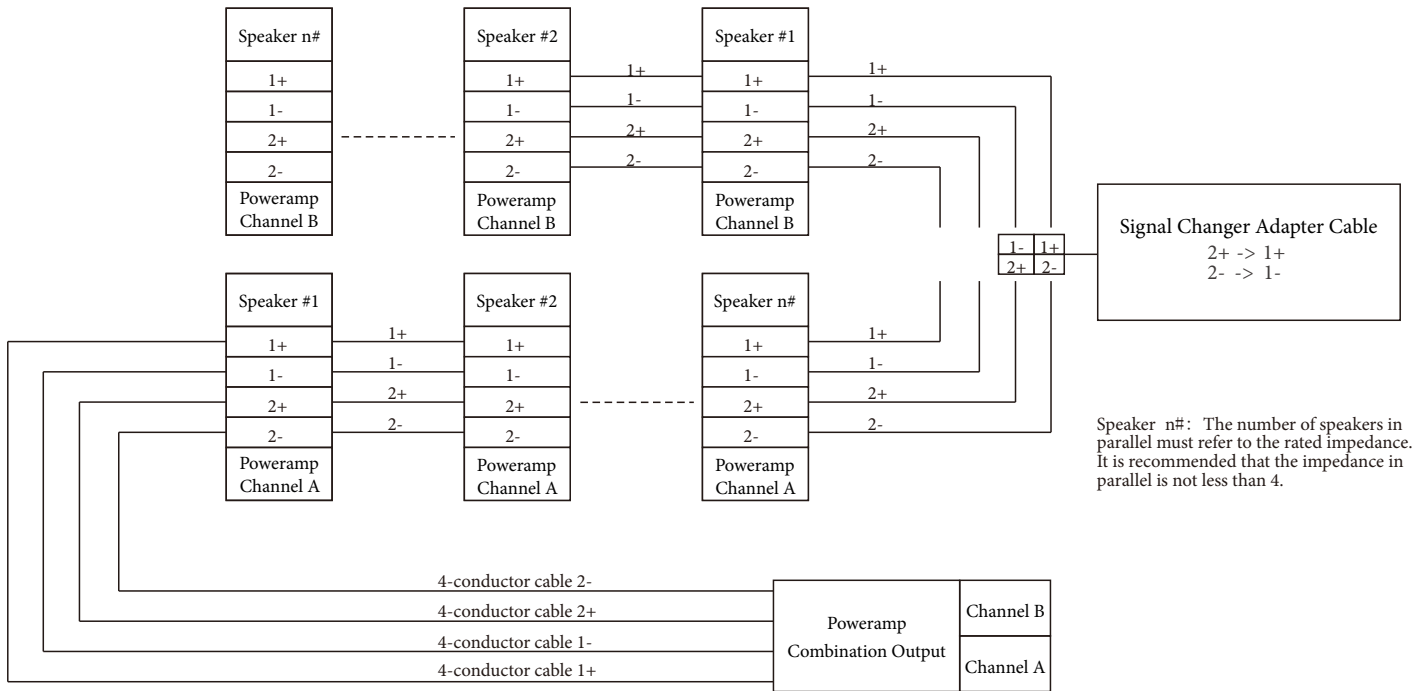 Speaker n#
1+
1-
2+
2-
Poweramp
Channel B
Speaker #2
1+
1-
2+
2-
Poweramp
Channel B
1+
1-
2+
2-
Speaker #1
1+
1-
2+
2-
Poweramp
Channel B
1+
1-
2+
2-
1- 1+
2+ 2-
Signal Changer Adapter Cable
2+ -> 1+
2- -> 1-
Speaker #1
1+
1-
2+
2-
Poweramp
Channel A
1+
1-
2+
2-
Speaker #2
1+
1-
2+
2-
Poweramp
Channel A
Speaker n#
1+
1-
2+
2-
Poweramp
Channel A
1+
1-
2+
2-
Speaker n#: The number of speakers in
parallel must refer to the rated impedance.
It is recommended that the impedance in
parallel is not less than 4.
4-conductor cable 2-
4-conductor cable 2+
4-conductor cable 1-
4-conductor cable 1+
Poweramp
Combination Output
Channel B
Channel A